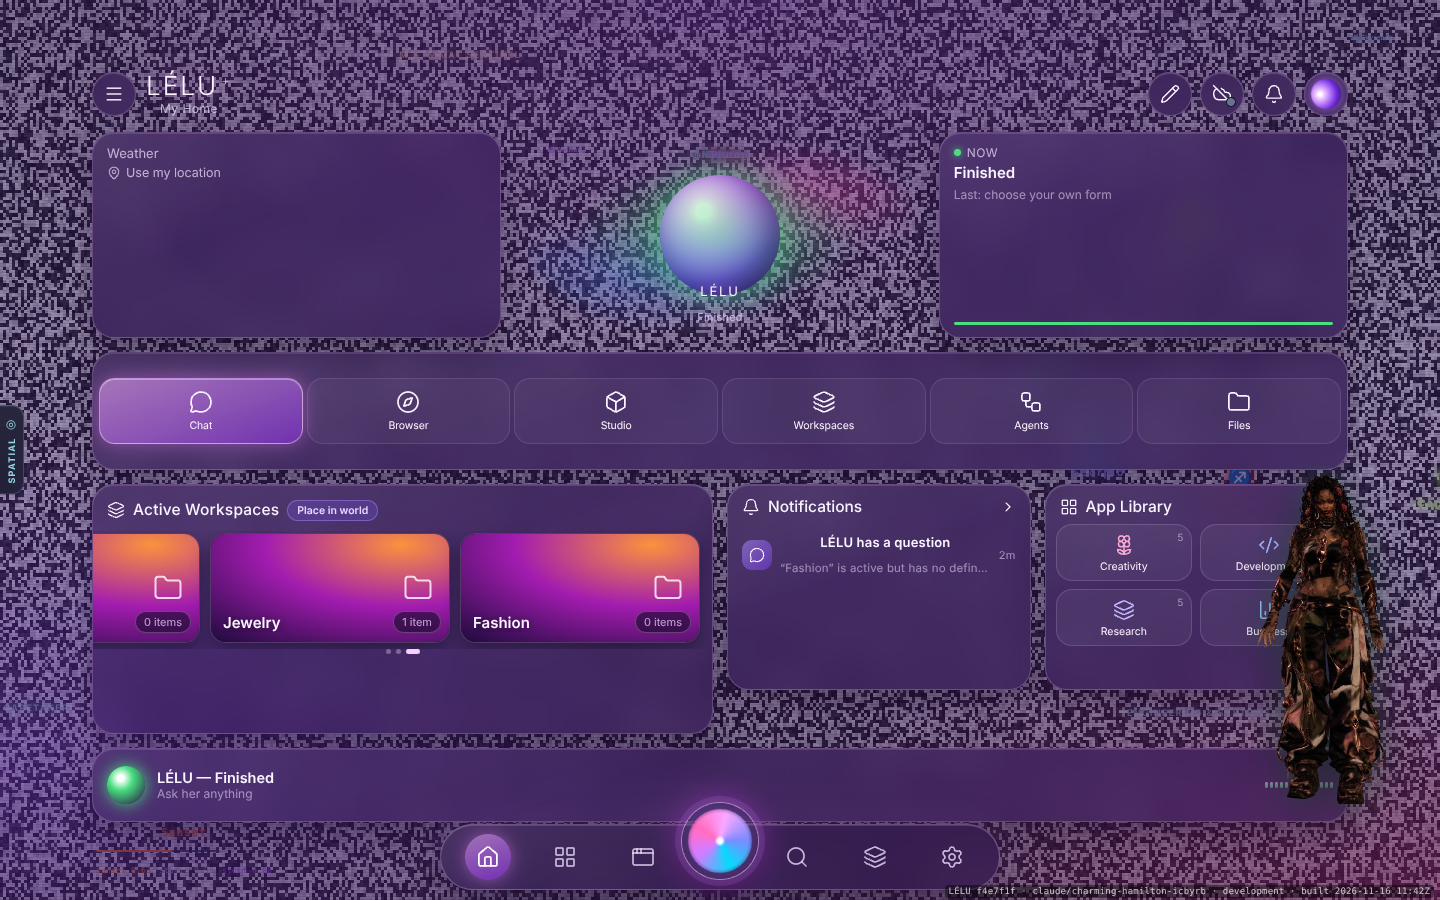 LÉLU
My Home
Weather
Use my location
LÉLU
Finished
NOW
Finished
Last: choose your own form
Chat
Browser
Studio
Workspaces
Agents
Files
SPATIAL
Active Workspaces
Place in world
0 items
Jewelry
1 item
Fashion
0 items
Notifications
LÉLU has a question
2m
“Fashion” is active but has no defin...
App Library
Creativity
5
Developm
Research
5
LÉLU — Finished
Ask her anything
LÉLU f4e7f1f · claude/charming-hamilton-icbyrb · development · built 2026-11-16 11:42Z